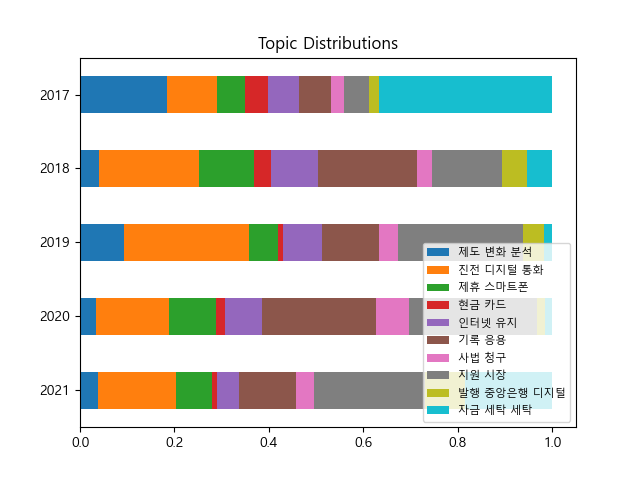 Topic Distributions
2017
2018
2019
2020
2021
제도 변화 분석
진전 디지털 통화
제휴 스마트폰
현금 카드
인터넷 유지
기록 응용
사법 청구
지원 시장
발행 중앙은행 디지털
자금 세탁 세탁
0.0 0.2 0.4 0.6 0.8 1.0